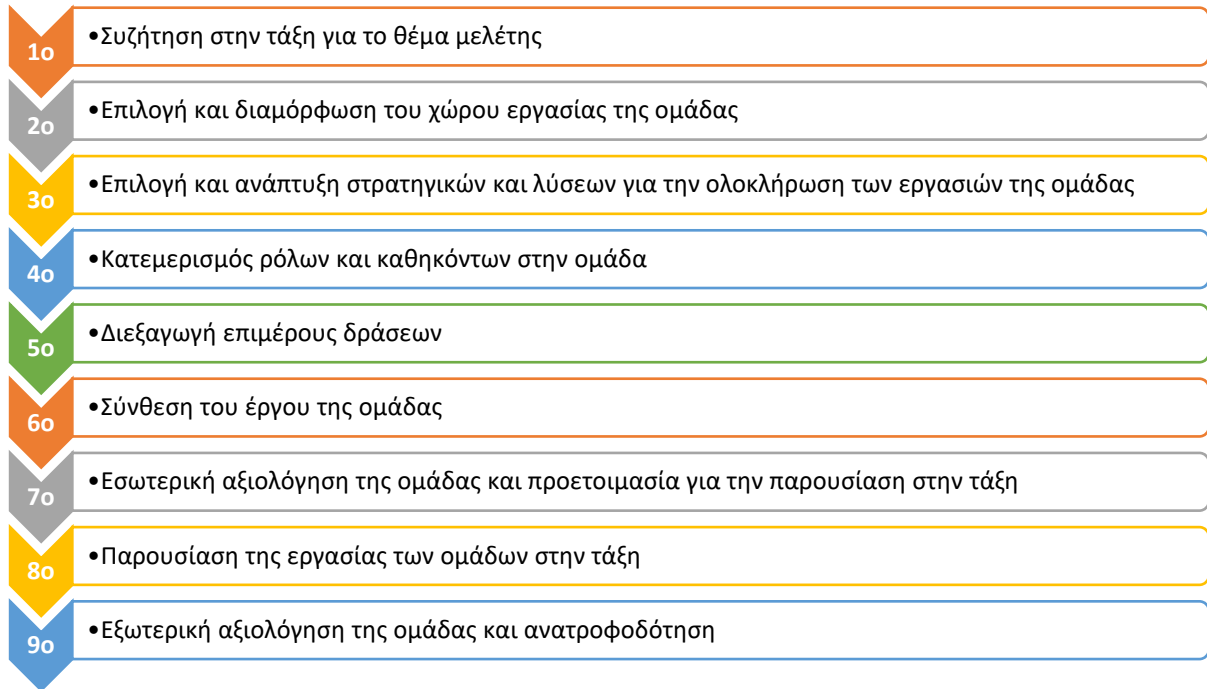 1ο
•Συζήτηση στην τάξη για το θέμα μελέτης
2ο
•Επιλογή και διαμόρφωση του χώρου εργασίας της ομάδας
3ο
•Επιλογή και ανάπτυξη στρατηγικών και λύσεων για την ολοκλήρωση των εργασιών της ομάδας
4ο
•Κατεμερισμός ρόλων και καθηκόντων στην ομάδα
5ο
•Διεξαγωγή επιμέρους δράσεων
6ο
•Σύνθεση του έργου της ομάδας
7ο
•Εσωτερική αξιολόγηση της ομάδας και προετοιμασία για την παρουσίαση στην τάξη
8ο
•Παρουσίαση της εργασίας των ομάδων στην τάξη
9ο
•Εξωτερική αξιολόγηση της ομάδας και ανατροφοδότηση